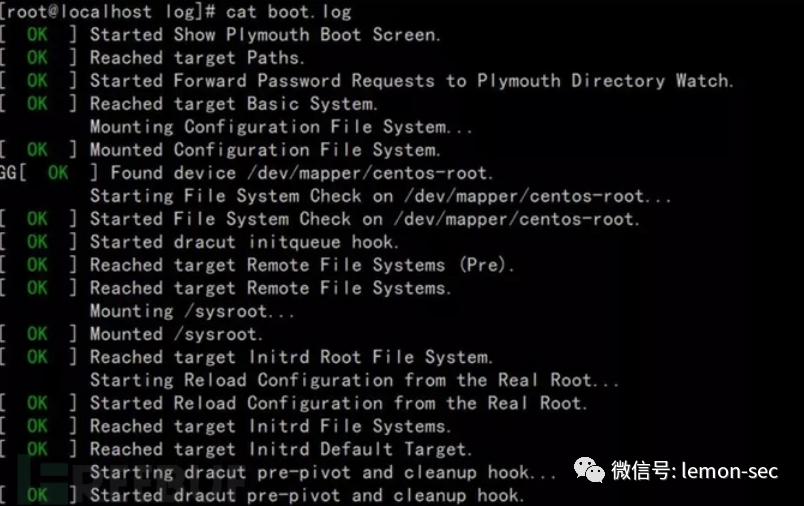 [root@localhost log]# cat boot.log
[ OK ] Started Show Plymouth Boot Screen.
[ OK ] Reached target Paths.
[ OK ] Started Forward Password Requests to Plymouth Directory Watch.
[ OK ] Reached target Basic System.
Mounting Configuration File System...
[ OK ] Mounted Configuration File System.
GG[ OK ] Found device /dev/mapper/centos-root.
Starting File System Check on /dev/mapper/centos-root...
[ OK ] Started File System Check on /dev/mapper/centos-root.
[ OK ] Started dracut initqueue hook.
[ OK ] Reached target Remote File Systems (Pre).
[ OK ] Reached target Remote File Systems.
Mounting /sysroot...
[ OK ] Mounted /sysroot.
[ OK ] Reached target Initrd Root File System.
Starting Reload Configuration from the Real Root...
[ OK ] Started Reload Configuration from the Real Root.
[ OK ] Reached target Initrd File Systems.
[ OK ] Reached target Initrd Default Target.
Starting dracut pre-pivot and cleanup hook...
[ OK ] Started dracut pre-pivot and cleanup hook.
微信号: lemon-sec
FREEBUF